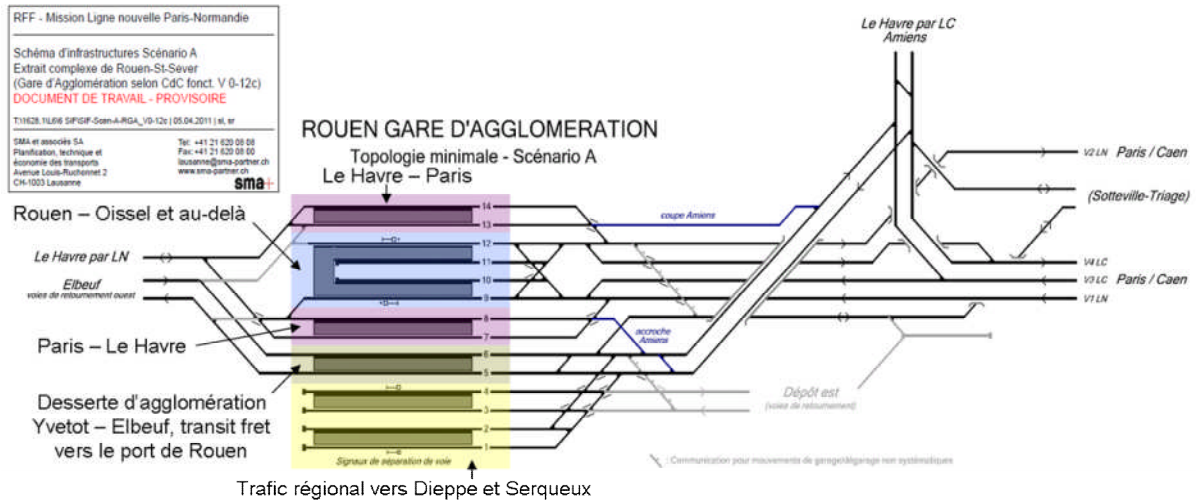 RFF - Mission Ligne nouvelle Paris-Normandie
Schéma d'infrastructures Scénario A
Extrait complexe de Rouen-St-Sever
(Gare d'Agglomération selon CdC fonct. V 0-12c)
DOCUMENT DE TRAVAIL - PROVISOIRE
05.04.2011 | sl, sr
SMA et associés SA
Planification, technique et
économie des transports
Avenue Louis-Ruchonnet 2
CH-1003 Lausanne
Tel: +41 21 620 08 08
Fax: +41 21 620 08 00
lausanne@sma-partner.ch
www.sma-partner.ch
sma+
Le Havre par LC
Amiens
ROUEN GARE D'AGGLOMERATION
Topologie minimale - Scénario A
Le Havre – Paris
Rouen – Oissel et au-delà
Le Havre par LN
Elbeuf
voies de retournement ouest
Paris – Le Havre
Desserte d'agglomération
Yvetot – Elbeuf, transit fret
vers le port de Rouen
14
13
12
11
10
9
8
7
6
5
4
3
2
1
Signaux de séparation de voie
Trafic régional vers Dieppe et Serqueux
coupe Amiens
accroche
Amiens
V2 LN Paris / Caen
(Sotteville-Triage)
V4 LC
V3 LC Paris / Caen
V1 LN
Dépôt est
(voies de retournement)
: Communication pour mouvements de garage/dégarage non systématiques